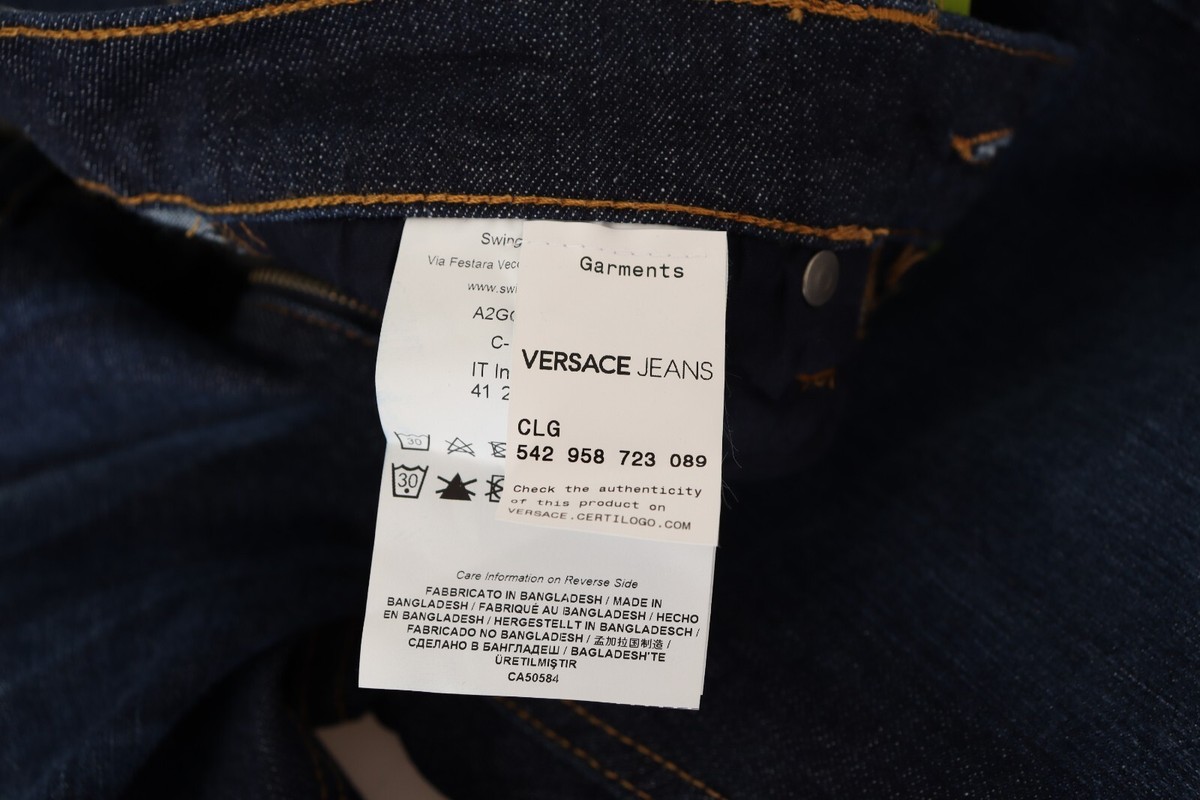 Swing
Via Festara Vecc
www.swi
A2G
C-
IT In
41 2
30
30
Garments
VERSACE JEANS
CLG
542 958 723 089
Check the authenticity
of this product on
VERSACE.CERTILOGO.COM
Care Information on Reverse Side
FABBRICATO IN BANGLADESH / MADE IN
BANGLADESH / FABRIQUÉ AU BANGLADESH / HECHO
EN BANGLADESH / HERGESTELLT IN BANGLADESCH /
FABRICADO NO BANGLADESH / 孟加拉国制造 /
СДЕЛАНО В БАНГЛАДЕШ / BAGLADESH'TE
ÜRETILMIŞTIR
CA50584